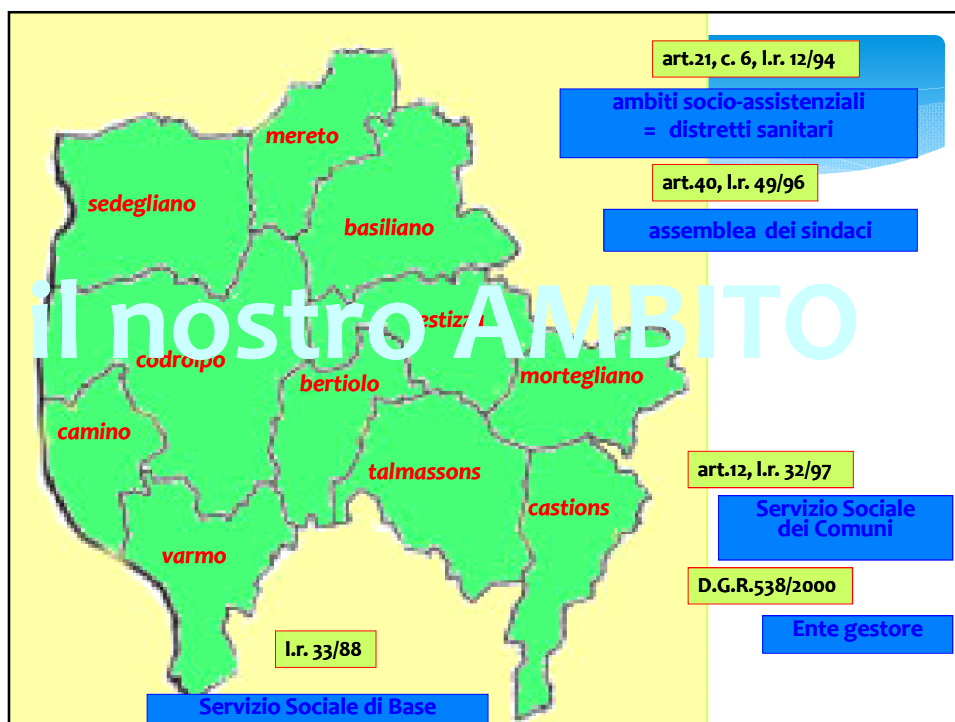 art.21, c. 6, l.r. 12/94
ambiti socio-assistenziali
= distretti sanitari
mereto
art.40, l.r. 49/96
sedegliano
basiliano
assemblea dei sindaci
il nostro AMBITO
codroipo
bertiolo
mortegliano
camino
talmassons
art.12, l.r. 32/97
castions
Servizio Sociale
dei Comuni
varmo
D.G.R.538/2000
Ente gestore
l.r. 33/88
Servizio Sociale di Base